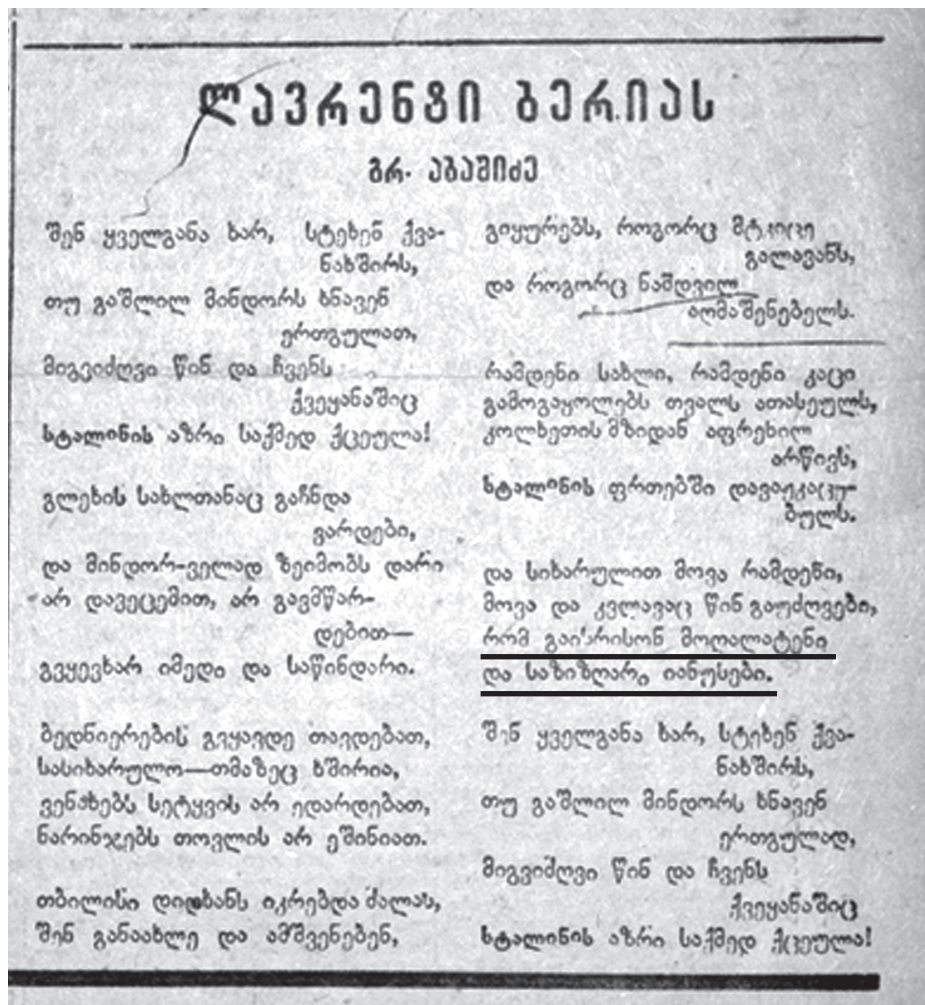 ლავრენტი ბერიას
გრ. აბაშიძე
შენ ყველგანა ხარ, სტეხენ ქვა-
ნახშირს,
თუ გაშლილ მინდორს ხნავენ
ერთგულათ,
მიგვიძღვი წინ და ჩვენს
ქვეყანაშიც
სტალინის აზრი საქმედ ქცეულა!
გლეხის სახლთანაც გაჩნდა
ვარდები,
და მინდორ-ველად ზეიმობს დარი
არ დავეცემით, არ გავმწარ-
დებით—
გვყევხარ იმედი და საწინდარი.
ბედნიერების გვყავდე თავდებათ,
სასიხარულო—თმაზეც ხშირია,
ვენახებს სეტყვის არ ედარდებათ,
ნარინჯებს თოვლის არ ეშინიათ.
თბილისი დიდხანს იკრებდა ძალას,
შენ განაახლე და ამშვენებენ,
გიყურებს, როგორც მტკიცე
გალავანს,
და როგორც ნამდვილ
აღმაშენებელს.
რამდენი სახლი, რამდენი კაცი
გამოგაყოლებს თვალს ათასეულს,
კოლხეთის მზიდან აფრენილ
არწივს,
სტალინის ფრთებში დავაჟკაცე-
ბულს.
და სიხარულით მოვა რამდენი,
მოვა და კვლავაც წინ გაუძღვები,
რომ გაისრისონ მოღალატენი
და საზიზღარი იანუსები.
შენ ყველგანა ხარ, სტეხენ ქვა-
ნახშირს,
თუ გაშლილ მინდორს ხნავენ
ერთგულად,
მიგვიძღვი წინ და ჩვენს
ქვეყანაშიც
სტალინის აზრი საქმედ ქცეულა!